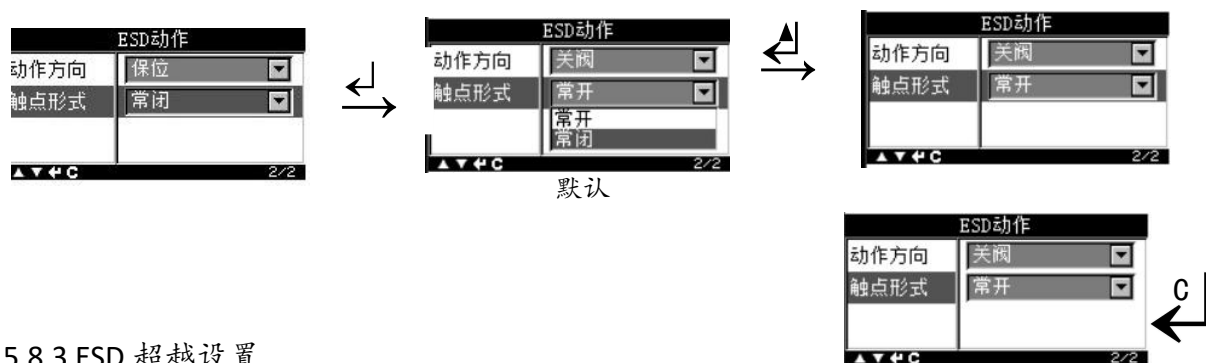 ESD动作
动作方向 保位
触点形式 常闭
▲▼↵C 2/2
ESD动作
动作方向 关阀
触点形式 常开
常开
常闭
▲▼↵C 2/2
默认
ESD动作
动作方向 关阀
触点形式 常开
▲▼↵C 2/2
ESD动作
动作方向 关阀
触点形式 常开
▲▼↵C 2/2
C
5.8.3 ESD 超越设置